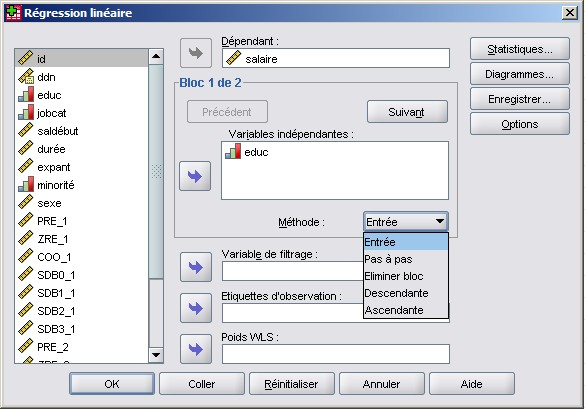 Régression linéaire
id
ddn
educ
jobcat
saldébut
durée
expant
minorité
sexe
PRE_1
ZRE_1
COO_1
SDB0_1
SDB1_1
SDB2_1
SDB3_1
PRE_2
Dépendant :
salaire
Bloc 1 de 2
Précédent
Suivant
Variables indépendantes :
educ
Méthode :
Entrée
Entrée
Pas à pas
Eliminer bloc
Descendante
Ascendante
Variable de filtrage :
Etiquettes d'observation :
Poids WLS :
Statistiques...
Diagrammes...
Enregistrer...
Options
OK
Coller
Réinitialiser
Annuler
Aide